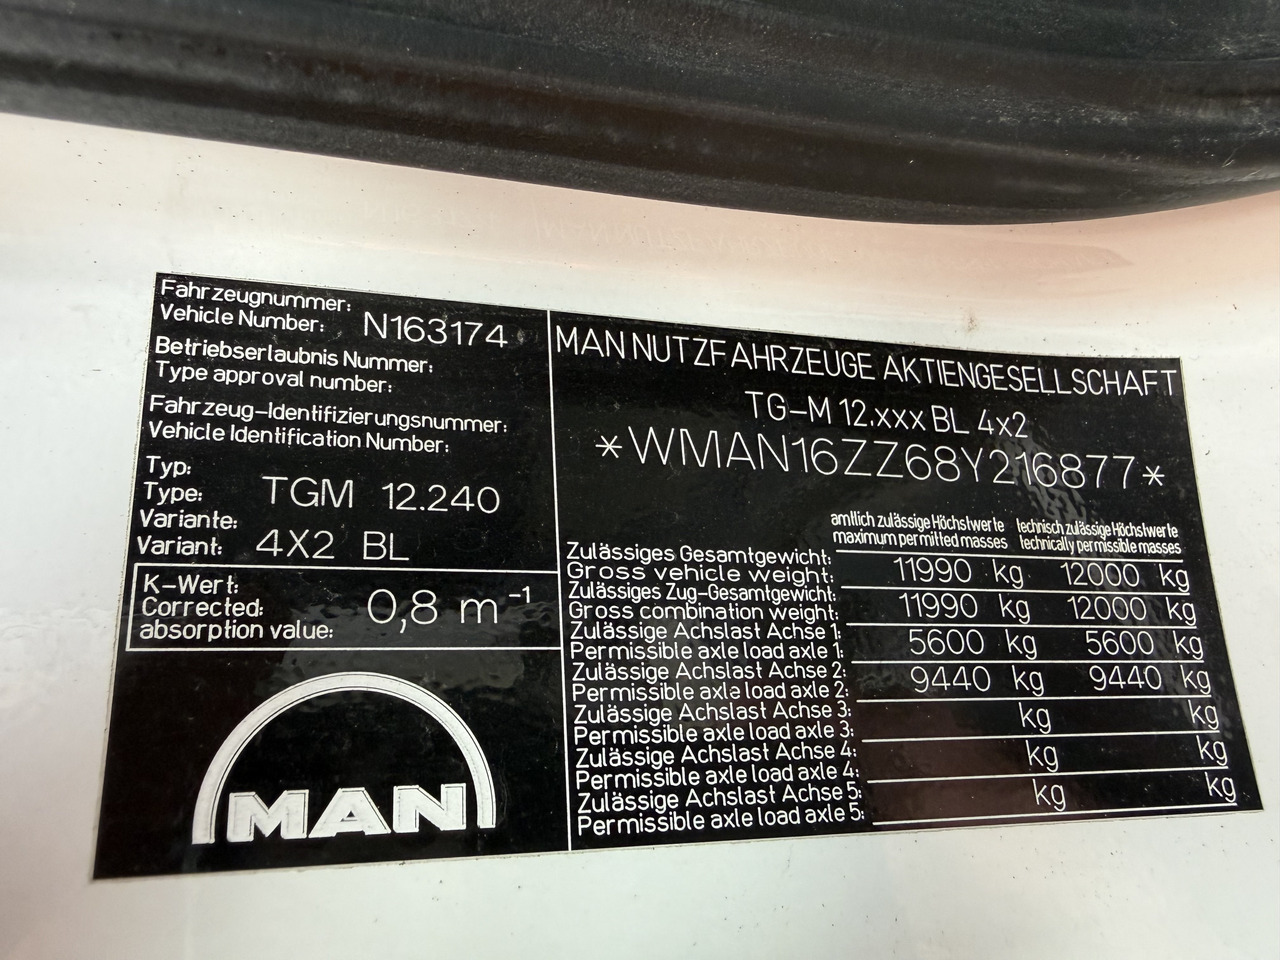 Fahrzeugnummer:
Vehicle Number: N163174
Betriebserlaubnis Nummer:
Type approval number:
Fahrzeug-Identifizierungsnummer:
Vehicle Identification Number:
Typ:
Type: TGM 12.240
Variante:
Variant: 4X2 BL
K-Wert:
Corrected: 0,8 m⁻¹
absorption value:
MAN
MAN NUTZFAHRZEUGE AKTIENGESELLSCHAFT
TG-M 12.xxx BL 4x2
*WMAN16ZZ68Y216877*
amtlich zulässige Höchstwerte technisch zulässige Höchstwerte
maximum permitted masses technically permissible masses
Zulässiges Gesamtgewicht:
Gross vehicle weight: 11990 kg 12000 kg
Zulässiges Zug-Gesamtgewicht:
Gross combination weight: 11990 kg 12000 kg
Zulässige Achslast Achse 1:
Permissible axle load axle 1: 5600 kg 5600 kg
Zulässige Achslast Achse 2:
Permissible axle load axle 2: 9440 kg 9440 kg
Zulässige Achslast Achse 3:
Permissible axle load axle 3: kg kg
Zulässige Achslast Achse 4:
Permissible axle load axle 4: kg kg
Zulässige Achslast Achse 5:
Permissible axle load axle 5: kg kg